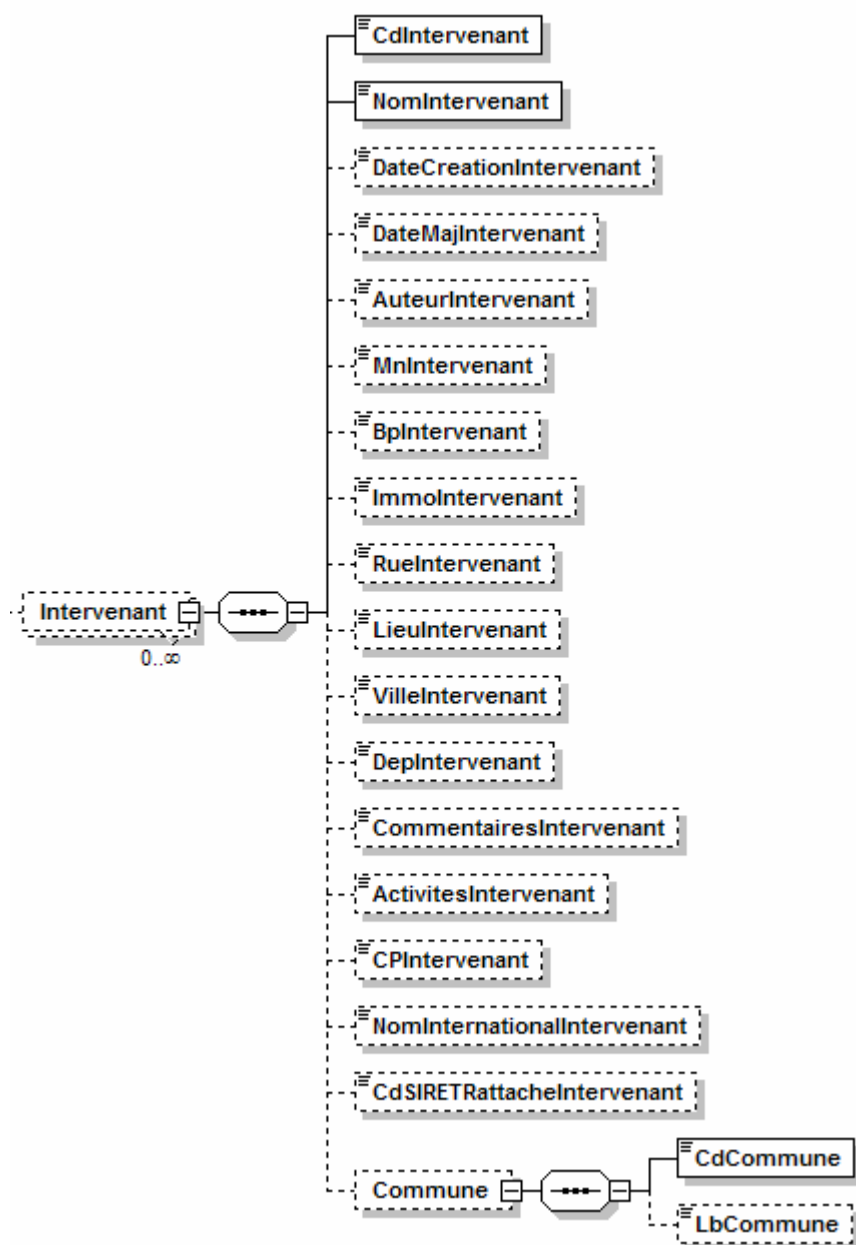 CdIntervenant
NomIntervenant
DateCreationIntervenant
DateMajIntervenant
AuteurIntervenant
MnIntervenant
BpIntervenant
ImmoIntervenant
RueIntervenant
Intervenant
0..∞
LieuIntervenant
VilleIntervenant
DepIntervenant
CommentairesIntervenant
ActivitesIntervenant
CPIntervenant
NomInternationalIntervenant
CdSIRETRattacheIntervenant
Commune
CdCommune
LbCommune